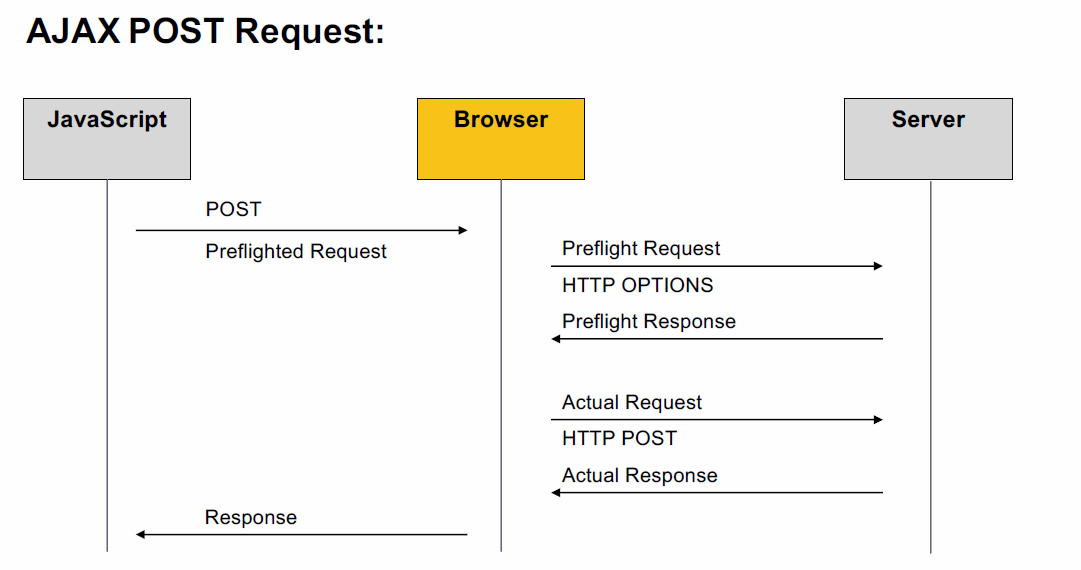 AJAX POST Request:
JavaScript
Browser
Server
POST
Preflighted Request
Preflight Request
HTTP OPTIONS
Preflight Response
Actual Request
HTTP POST
Actual Response
Response